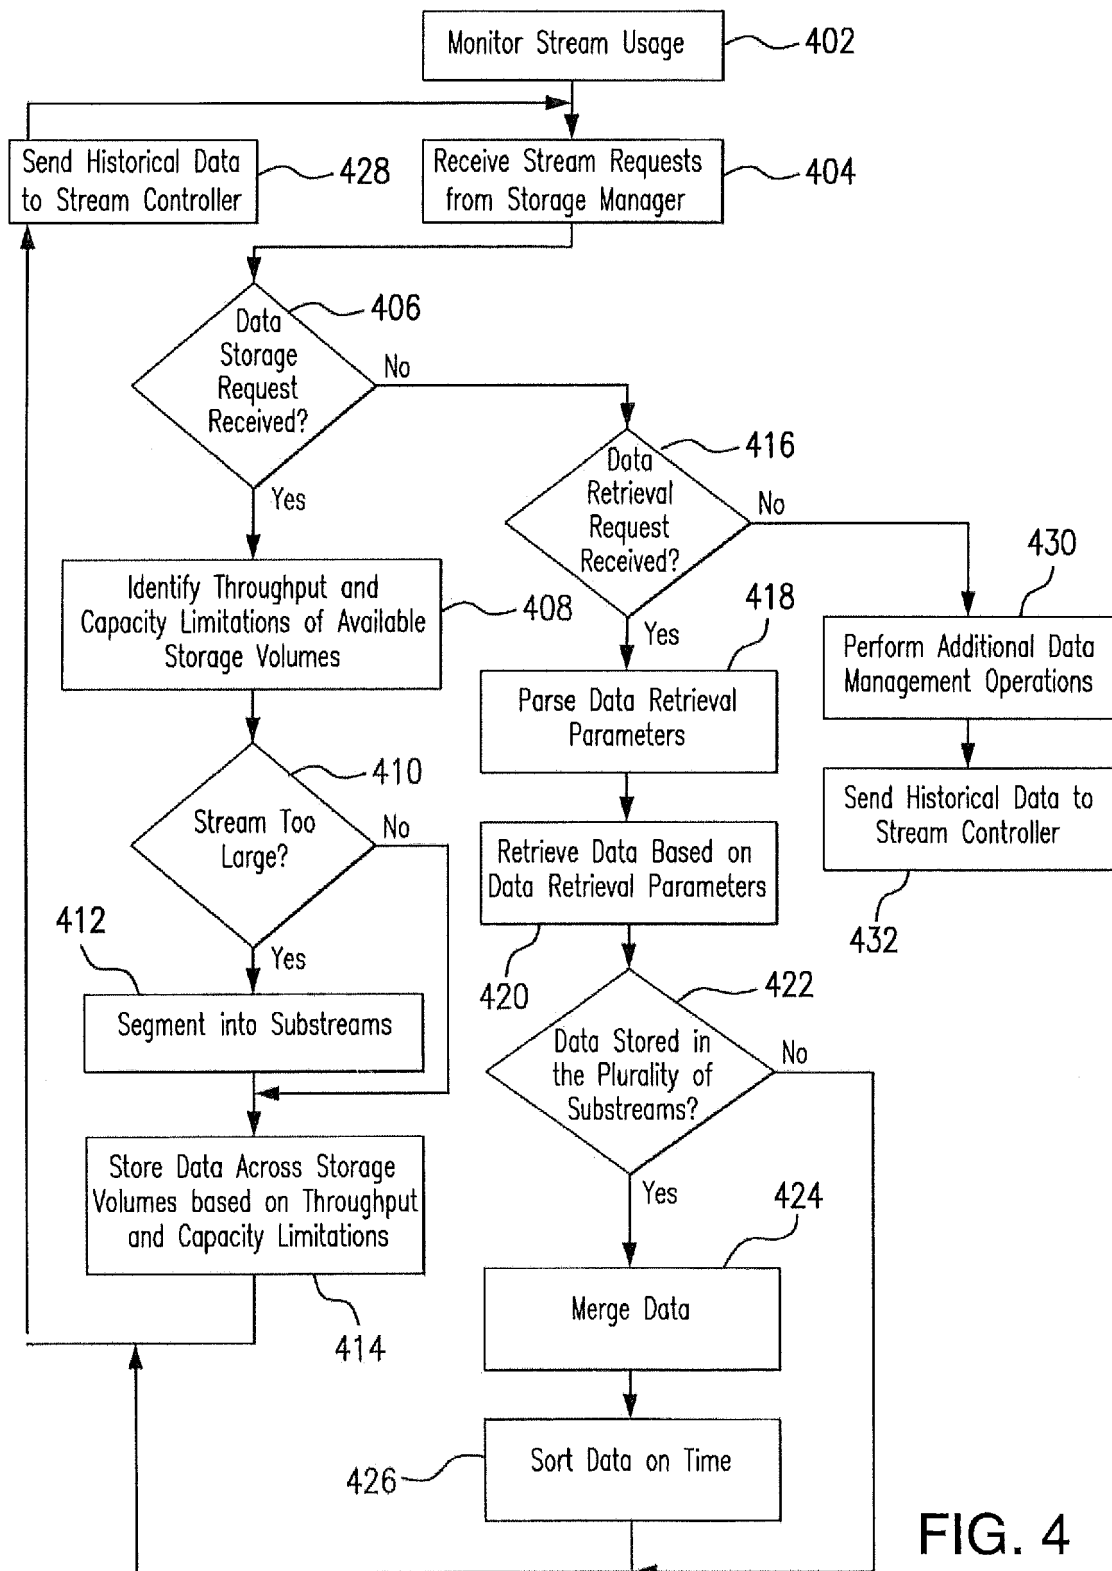 Monitor Stream Usage
402
Send Historical Data
to Stream Controller
428
Receive Stream Requests
from Storage Manager
404
406
Data
Storage
Request
Received?
No
Yes
416
Data
Retrieval
Request
Received?
No
Yes
Identify Throughput and
Capacity Limitations of Available
Storage Volumes
408
418
Parse Data Retrieval
Parameters
430
Perform Additional Data
Management Operations
410
Stream Too
Large?
No
Yes
Retrieve Data Based on
Data Retrieval Parameters
420
Send Historical Data to
Stream Controller
432
412
Segment into Substreams
422
Data Stored in
the Plurality of
Substreams?
No
Yes
Store Data Across Storage
Volumes based on Throughput
and Capacity Limitations
414
424
Merge Data
Sort Data on Time
426
FIG. 4